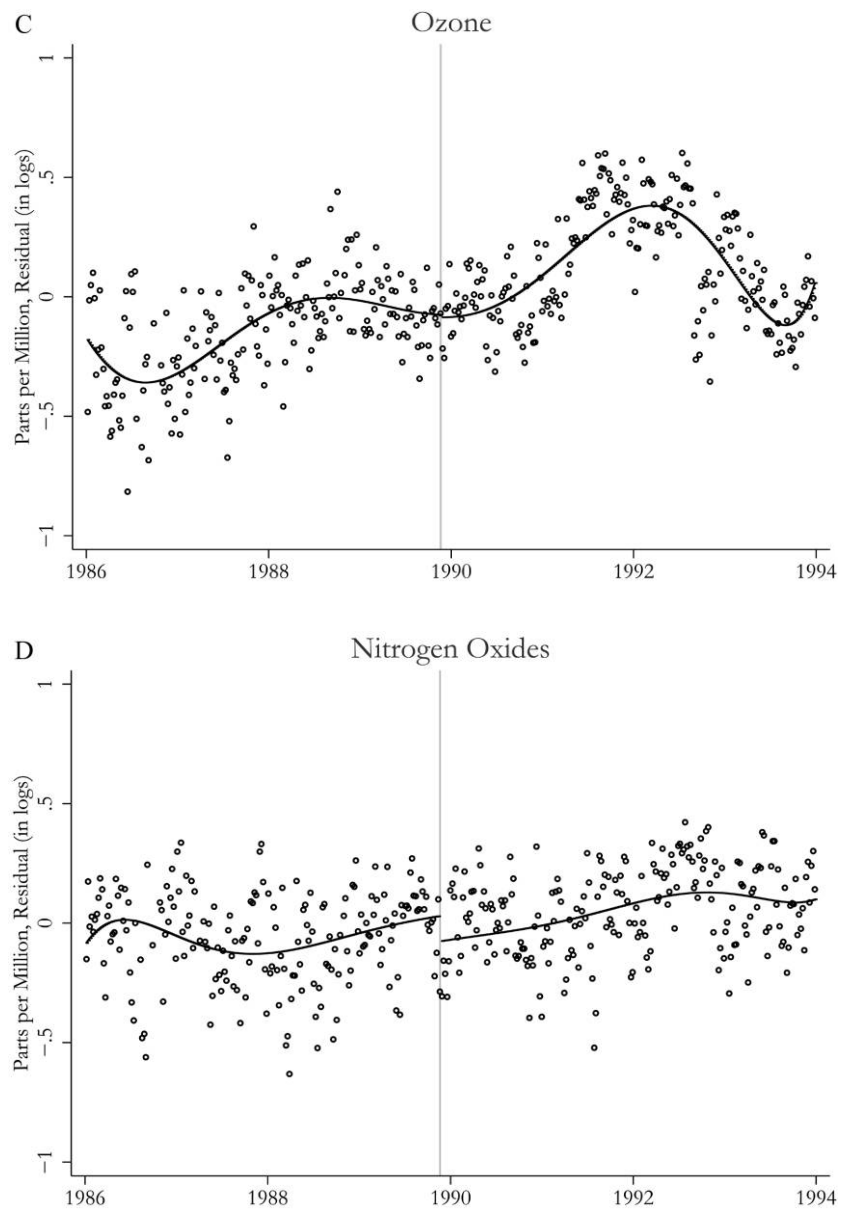 C
Ozone
Parts per Million, Residual (in logs)
1
.5
0
−.5
−1
1986 1988 1990 1992 1994
D
Nitrogen Oxides
Parts per Million, Residual (in logs)
1
.5
0
−.5
−1
1986 1988 1990 1992 1994